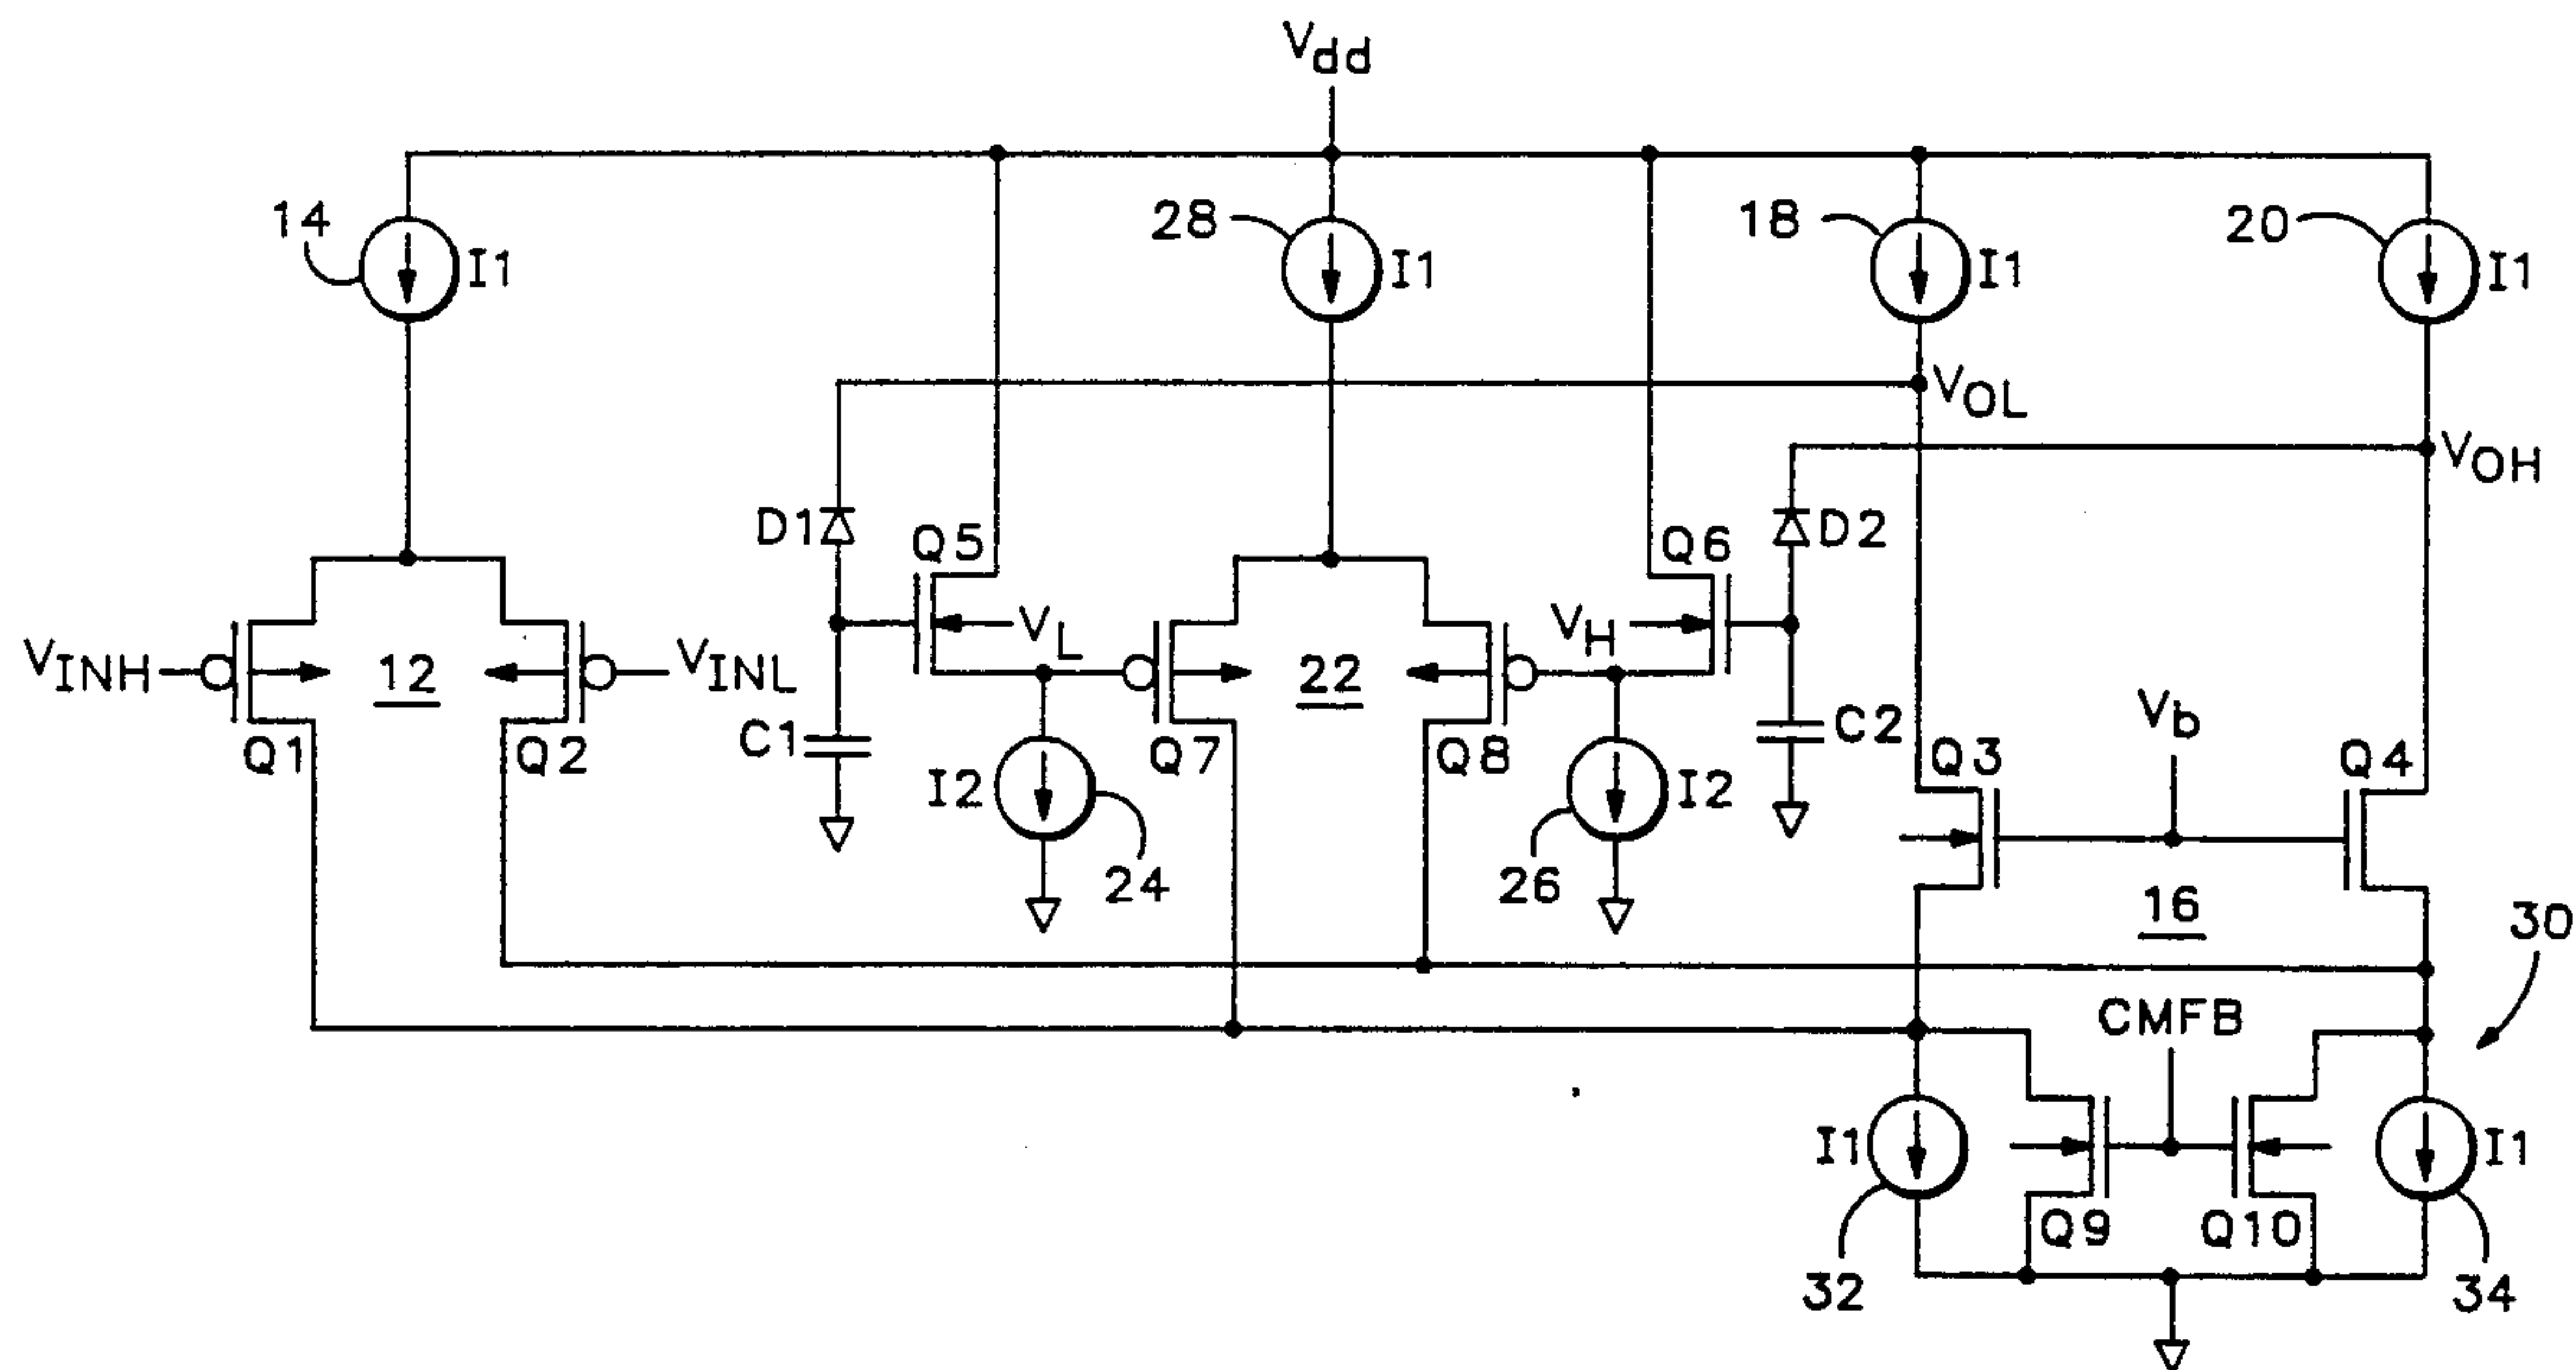 Vdd
14 I1 28 I1 18 I1 20 I1
VOL
VOH
D1 Q5 Q6 D2
VINH 12 VINL VL 22 VH
Q1 Q2 C1 Q7 Q8 C2 Q3 Vb Q4
I2 I2
24 26 16 30
CMFB
I1 I1
Q9 Q10
32 34